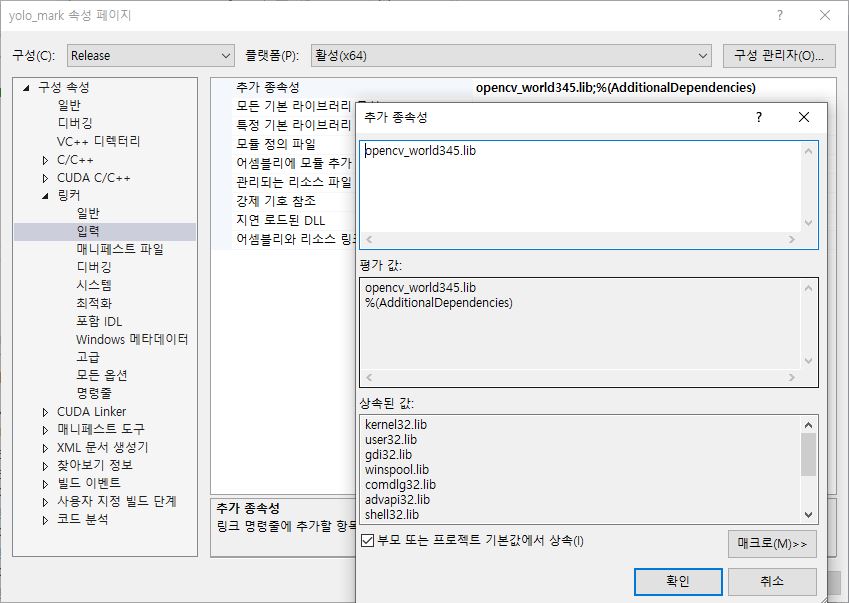 yolo_mark 속성 페이지
구성(C): Release 플랫폼(P): 활성(x64) 구성 관리자(O)...
구성 속성
일반
디버깅
VC++ 디렉터리
C/C++
CUDA C/C++
링커
일반
입력
매니페스트 파일
디버깅
시스템
최적화
포함 IDL
Windows 메타데이터
고급
모든 옵션
명령줄
CUDA Linker
매니페스트 도구
XML 문서 생성기
찾아보기 정보
빌드 이벤트
사용자 지정 빌드 단계
코드 분석
추가 종속성 opencv_world345.lib;%(AdditionalDependencies)
모든 기본 라이브러리
특정 기본 라이브러리
모듈 정의 파일
어셈블리에 모듈 추가
관리되는 리소스 파일
강제 기호 참조
지연 로드된 DLL
어셈블리와 리소스 링크
추가 종속성
링크 명령줄에 추가할 항목
추가 종속성
opencv_world345.lib
평가 값:
opencv_world345.lib
%(AdditionalDependencies)
상속된 값:
kernel32.lib
user32.lib
gdi32.lib
winspool.lib
comdlg32.lib
advapi32.lib
shell32.lib
부모 또는 프로젝트 기본값에서 상속(I)
매크로(M)>>
확인 취소